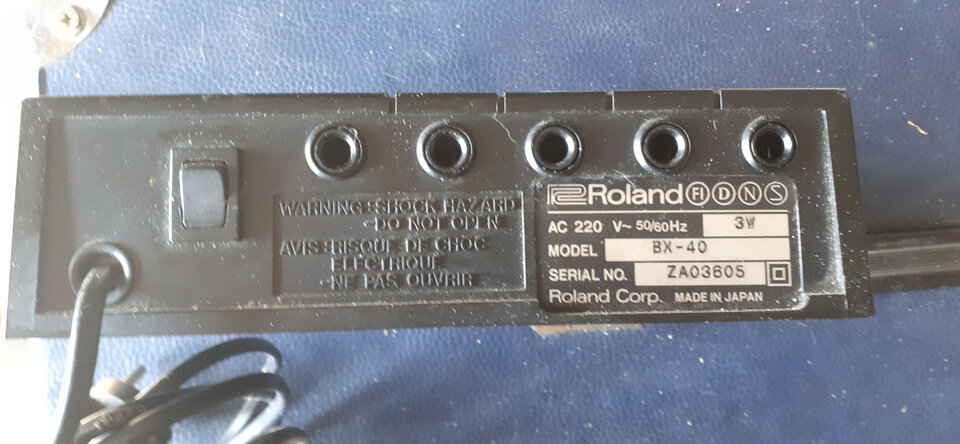 WARNING:SHOCK HAZARD
-DO NOT OPEN
AVIS:RISQUE DE CHOC
ELECTRIQUE
-NE PAS OUVRIR
Roland FI D N S
AC 220 V~ 50/60Hz 3W
MODEL BX-40
SERIAL NO. ZA03605
Roland Corp. MADE IN JAPAN